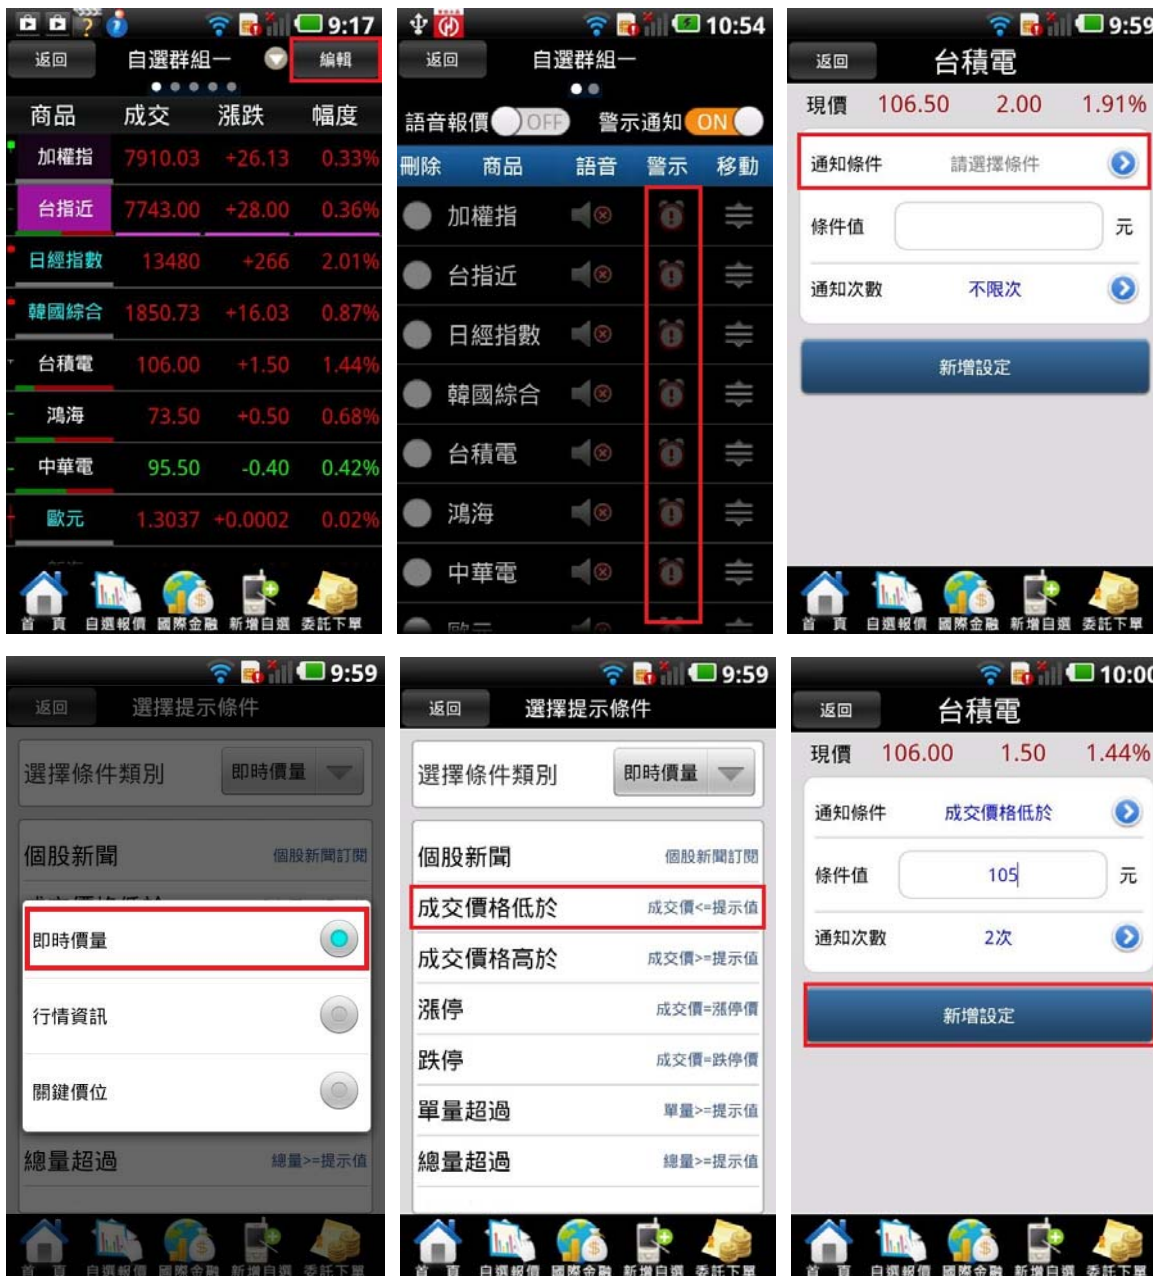 9:17
返回 自選群組一 編輯
商品 成交 漲跌 幅度
加權指 7910.03 +26.13 0.33%
台指近 7743.00 +28.00 0.36%
日經指數 13480 +266 2.01%
韓國綜合 1850.73 +16.03 0.87%
台積電 106.00 +1.50 1.44%
鴻海 73.50 +0.50 0.68%
中華電 95.50 -0.40 0.42%
歐元 1.3037 +0.0002 0.02%
首頁 自選報價 國際金融 新增自選 委託下單
10:54
返回 自選群組一
語音報價 OFF 警示通知 ON
刪除 商品 語音 警示 移動
加權指
台指近
日經指數
韓國綜合
台積電
鴻海
中華電
9:59
返回 台積電
現價 106.50 2.00 1.91%
通知條件 請選擇條件
條件值 元
通知次數 不限次
新增設定
首頁 自選報價 國際金融 新增自選 委託下單
9:59
返回 選擇提示條件
選擇條件類別 即時價量
個股新聞 個股新聞訂閱
即時價量
行情資訊
關鍵價位
總量超過 總量>=提示值
首頁 自選報價 國際金融 新增自選 委託下單
9:59
返回 選擇提示條件
選擇條件類別 即時價量
個股新聞 個股新聞訂閱
成交價格低於 成交價<=提示值
成交價格高於 成交價>=提示值
漲停 成交價=漲停價
跌停 成交價=跌停價
單量超過 單量>=提示值
總量超過 總量>=提示值
首頁 自選報價 國際金融 新增自選 委託下單
10:00
返回 台積電
現價 106.00 1.50 1.44%
通知條件 成交價格低於
條件值 105 元
通知次數 2次
新增設定
首頁 自選報價 國際金融 新增自選 委託下單